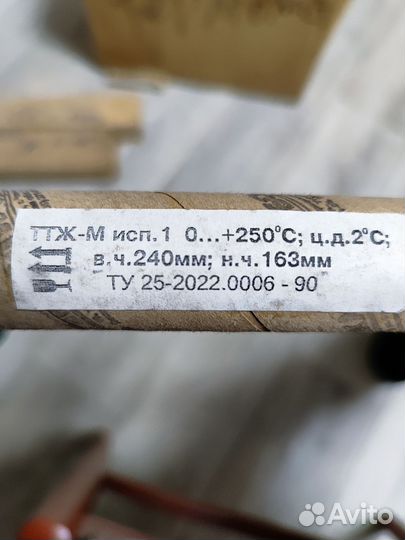 ТТЖ-М исп.1 0...+250°С; ц.д.2°С;
в.ч.240мм; н.ч.163мм
ТУ 25-2022.0006 - 90
Avito